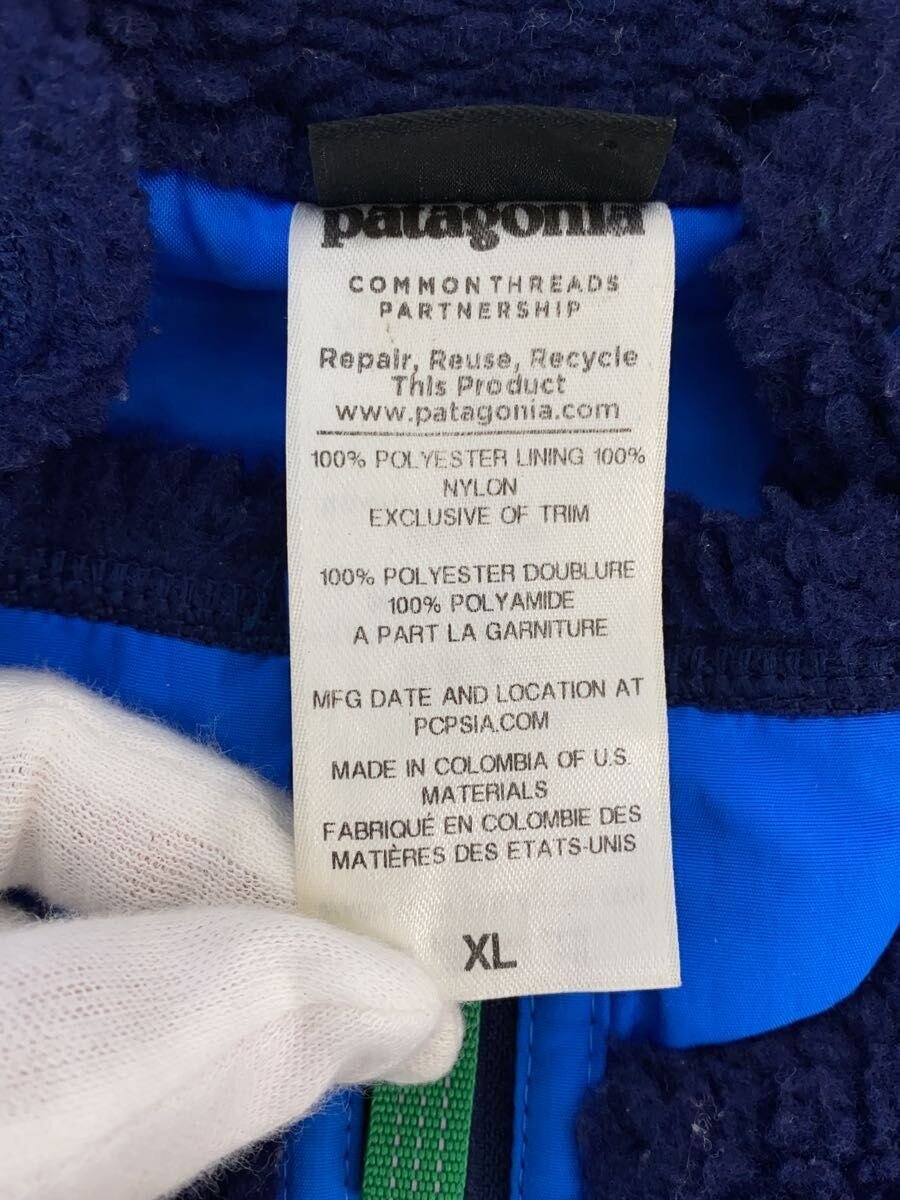 patagonia
COMMON THREADS
PARTNERSHIP
Repair, Reuse, Recycle
This Product
www.patagonia.com
100% POLYESTER LINING 100%
NYLON
EXCLUSIVE OF TRIM
100% POLYESTER DOUBLURE
100% POLYAMIDE
A PART LA GARNITURE
MFG DATE AND LOCATION AT
PCPSIA.COM
MADE IN COLOMBIA OF U.S.
MATERIALS
FABRIQUÉ EN COLOMBIE DES
MATIÈRES DES ETATS-UNIS
XL